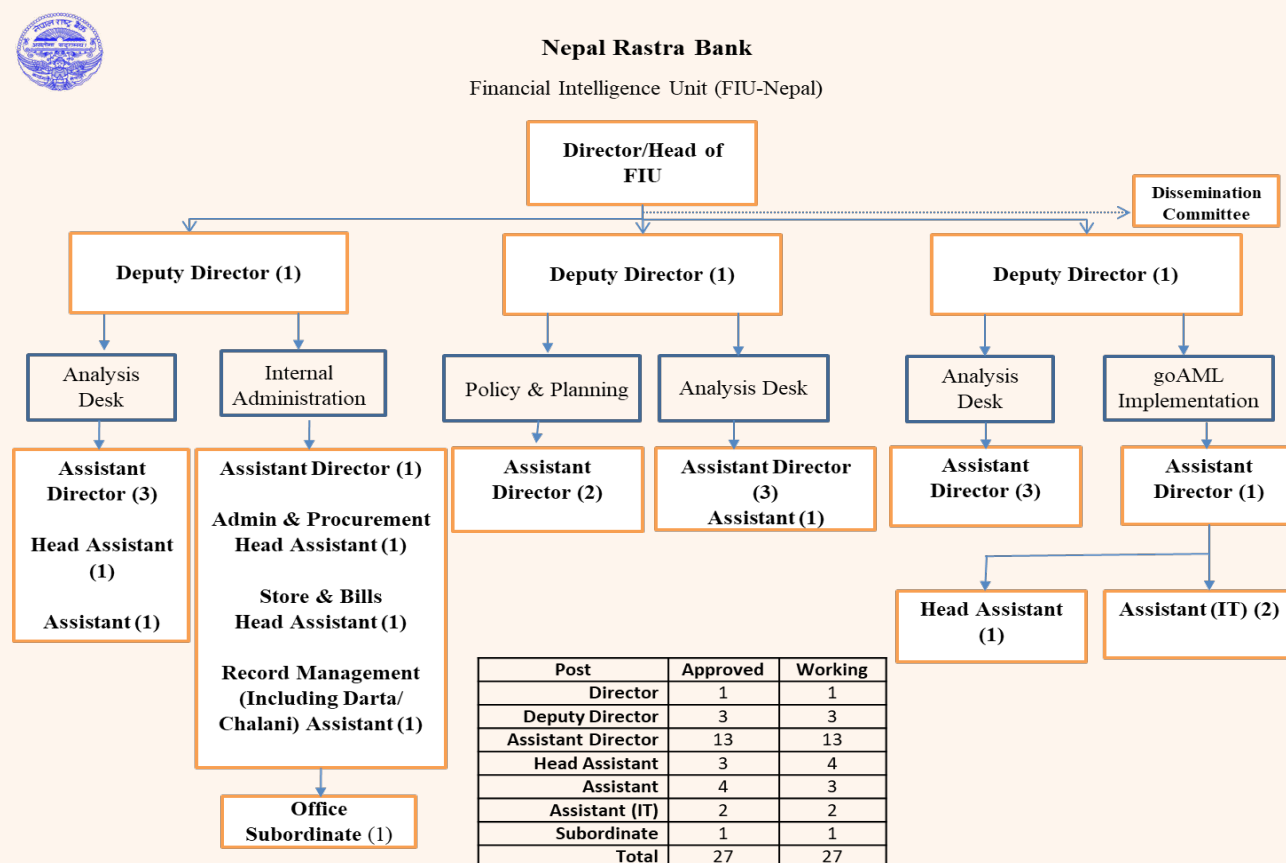 नेपाल राष्ट्र बैंक
Nepal Rastra Bank
Financial Intelligence Unit (FIU-Nepal)
Director/Head of
FIU
Dissemination
Committee
Deputy Director (1)
Deputy Director (1)
Deputy Director (1)
Analysis
Desk
Internal
Administration
Policy & Planning
Analysis Desk
Analysis
Desk
goAML
Implementation
Assistant
Director (3)
Head Assistant
(1)
Assistant (1)
Assistant Director (1)
Admin & Procurement
Head Assistant (1)
Store & Bills
Head Assistant (1)
Record Management
(Including Darta/
Chalani) Assistant (1)
Office
Subordinate (1)
Assistant
Director (2)
Assistant Director
(3)
Assistant (1)
Assistant
Director (3)
Assistant
Director (1)
Head Assistant
(1)
Assistant (IT) (2)
Post Approved Working
Director 1 1
Deputy Director 3 3
Assistant Director 13 13
Head Assistant 3 4
Assistant 4 3
Assistant (IT) 2 2
Subordinate 1 1
Total 27 27